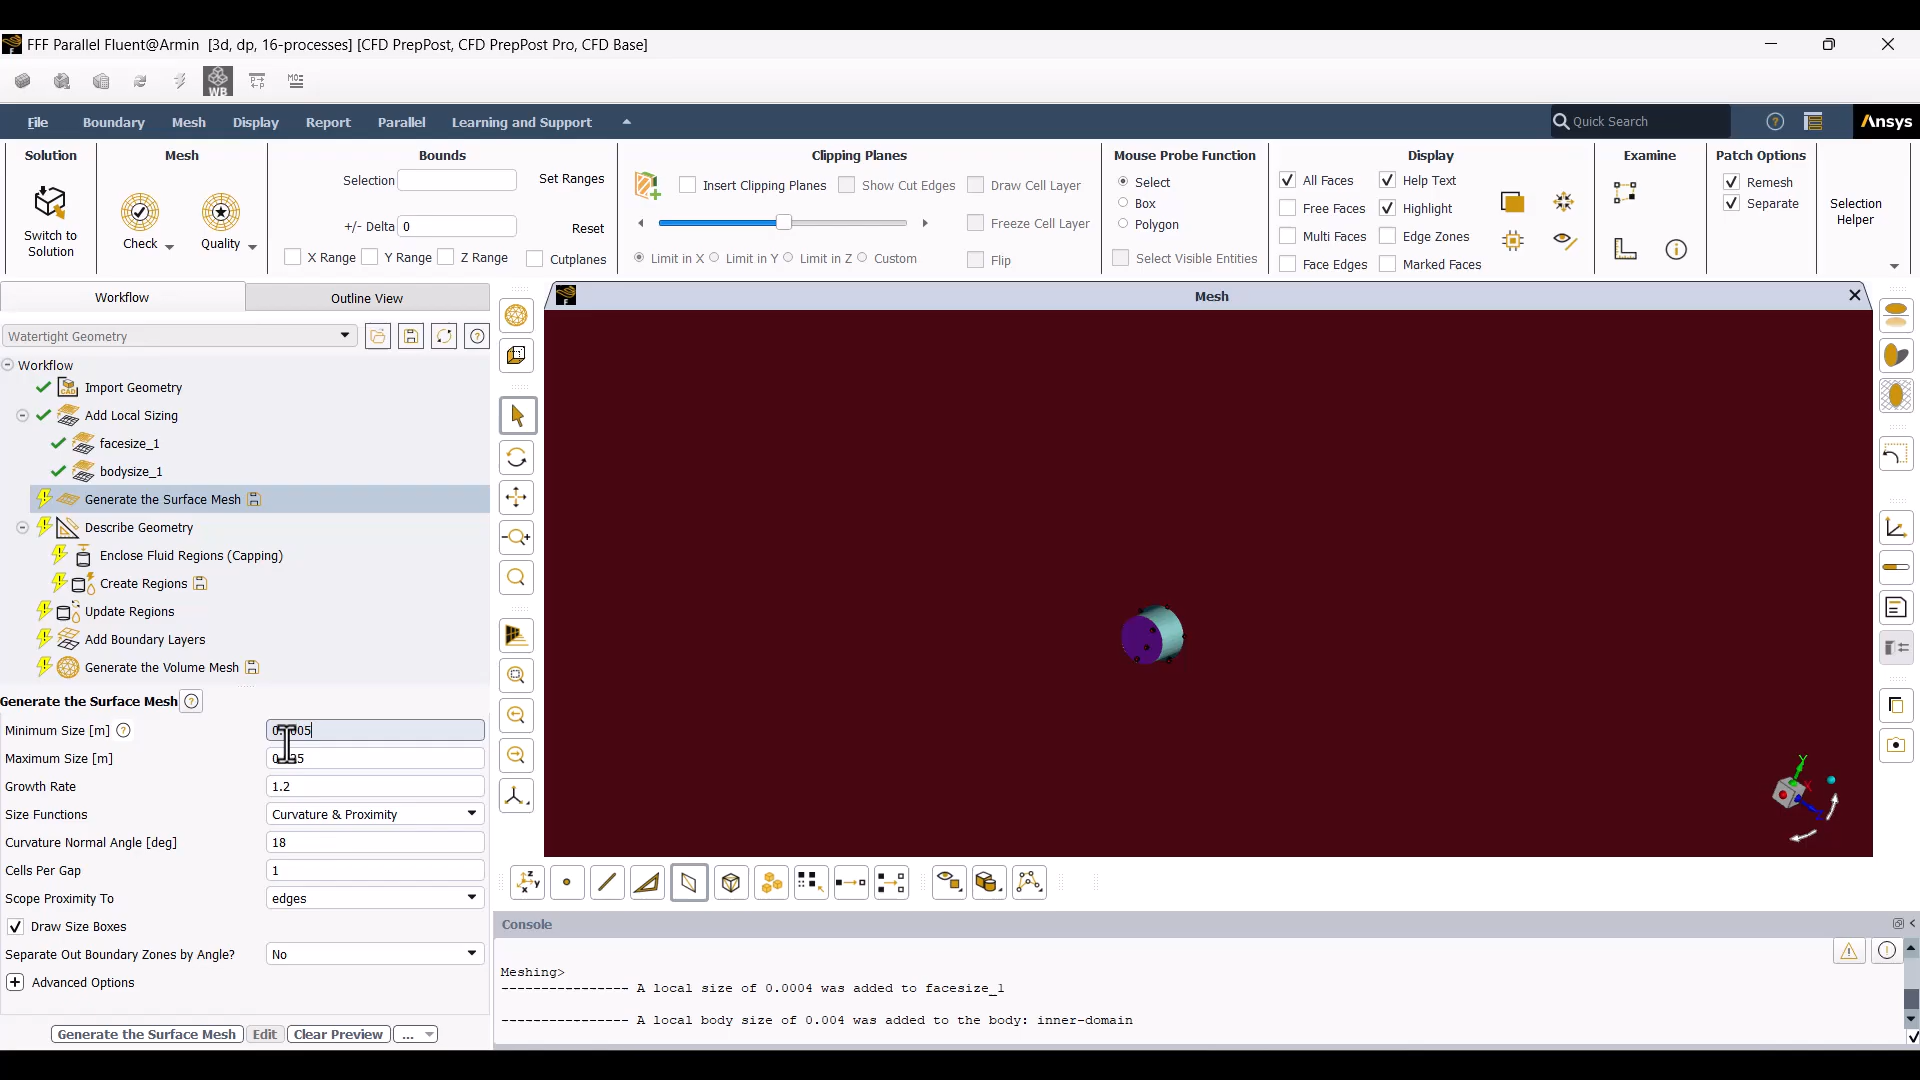 FFF Parallel Fluent@Armin [3d, dp, 16-processes] [CFD PrepPost, CFD PrepPost Pro, CFD Base]
WB
File Boundary Mesh Display Report Parallel Learning and Support Quick Search Ansys
Solution Mesh Bounds Clipping Planes Mouse Probe Function Display Examine Patch Options
Selection Set Ranges Insert Clipping Planes Show Cut Edges Draw Cell Layer Select All Faces Help Text Remesh
Box Free Faces Highlight Separate Selection Helper
Switch to Solution Check Quality +/- Delta 0 Reset Freeze Cell Layer Polygon Multi Faces Edge Zones
X Range Y Range Z Range Cutplanes Limit in X Limit in Y Limit in Z Custom Flip Select Visible Entities Face Edges Marked Faces
Workflow Outline View Mesh
Watertight Geometry
Workflow
Import Geometry
Add Local Sizing
facesize_1
bodysize_1
Generate the Surface Mesh
Describe Geometry
Enclose Fluid Regions (Capping)
Create Regions
Update Regions
Add Boundary Layers
Generate the Volume Mesh
Generate the Surface Mesh
Minimum Size [m]
Maximum Size [m]
Growth Rate 1.2
Size Functions Curvature & Proximity
Curvature Normal Angle [deg] 18
Cells Per Gap 1
Scope Proximity To edges
Draw Size Boxes
Separate Out Boundary Zones by Angle? No
Advanced Options
Generate the Surface Mesh Edit Clear Preview ...
Y
X
Z
Console
Meshing>
---------------- A local size of 0.0004 was added to facesize_1
---------------- A local body size of 0.004 was added to the body: inner-domain